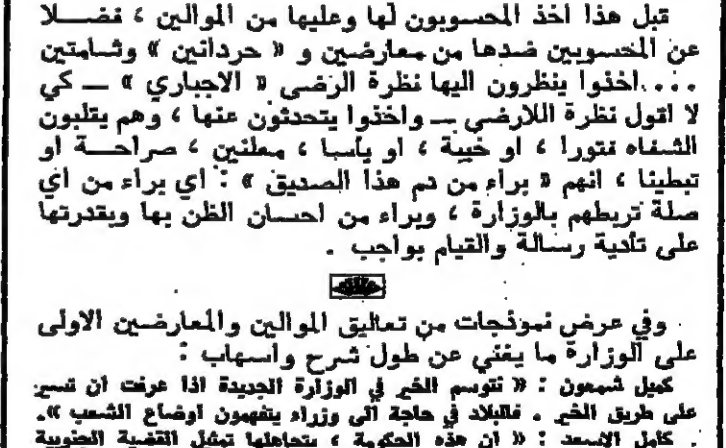 قبل هذا أخذ المحسوبون لها وعليها من الموالين ، فضلا
عن المحسوبين ضدها من معارضين و « حردانين » وشامتين
.... اخذوا ينظرون اليها نظرة الرضى « الاجباري » — كي
لا اقول نظرة اللارضى — واخذوا يتحدثون عنها ، وهم يقلبون
الشفاه فتورا ، او خيبة ، او يأسا ، معلنين ، صراحة او
تبطينا ، انهم « براء من دم هذا الصديق » : أي براء من اي
صلة تربطهم بالوزارة ، وبراء من احسان الظن بها وبقدرتها
على تأدية رسالة والقيام بواجب .
وفي عرض نموذجات من تعاليق الموالين والمعارضين الاولى
على الوزارة ما يغني عن طول شرح واسهاب :
كميل شمعون : « نتوسم الخير في الوزارة الجديدة اذا عرفت ان تسير
على طريق الخير . فالبلاد في حاجة الى وزراء يتفهمون اوضاع الشعب ».
كامل الاسعد : « ان هذه الحكومة ، بتجاهلها تمثل القضية الجنوبية